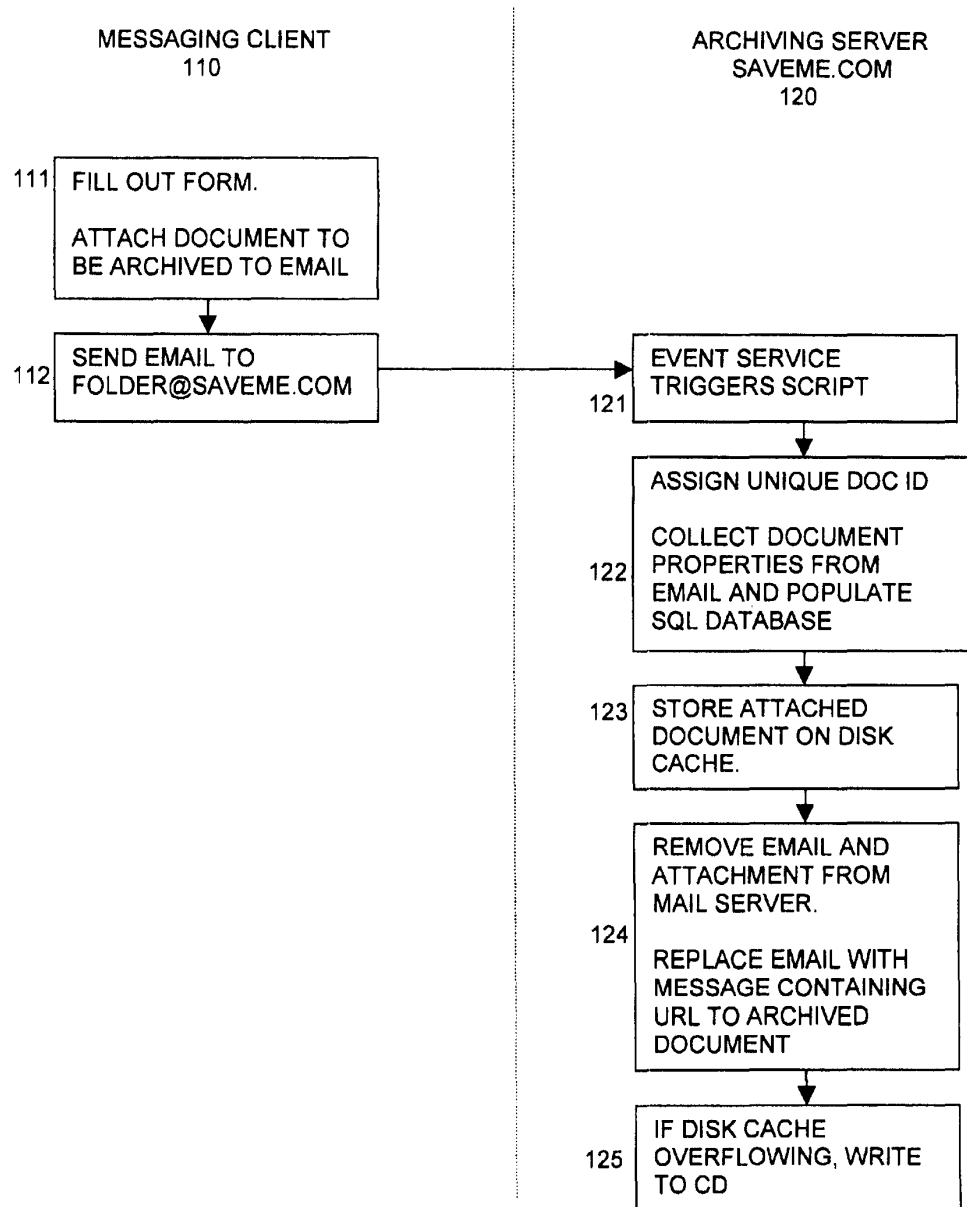 MESSAGING CLIENT
110
111
FILL OUT FORM.
ATTACH DOCUMENT TO
BE ARCHIVED TO EMAIL
112
SEND EMAIL TO
FOLDER@SAVEME.COM
ARCHIVING SERVER
SAVEME.COM
120
EVENT SERVICE
TRIGGERS SCRIPT
121
ASSIGN UNIQUE DOC ID
COLLECT DOCUMENT
PROPERTIES FROM
EMAIL AND POPULATE
SQL DATABASE
122
123
STORE ATTACHED
DOCUMENT ON DISK
CACHE.
REMOVE EMAIL AND
ATTACHMENT FROM
MAIL SERVER.
124
REPLACE EMAIL WITH
MESSAGE CONTAINING
URL TO ARCHIVED
DOCUMENT
125
IF DISK CACHE
OVERFLOWING, WRITE
TO CD